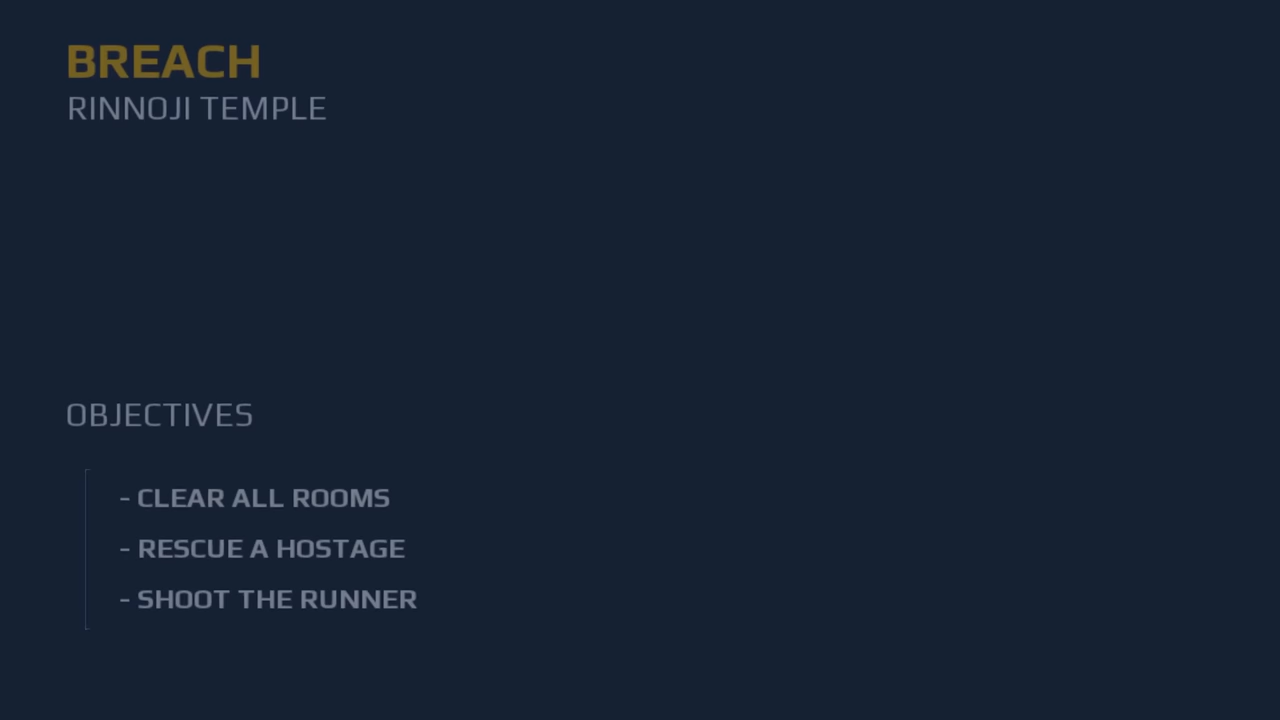 BREACH
RINNOJI TEMPLE
OBJECTIVES
- CLEAR ALL ROOMS
- RESCUE A HOSTAGE
- SHOOT THE RUNNER